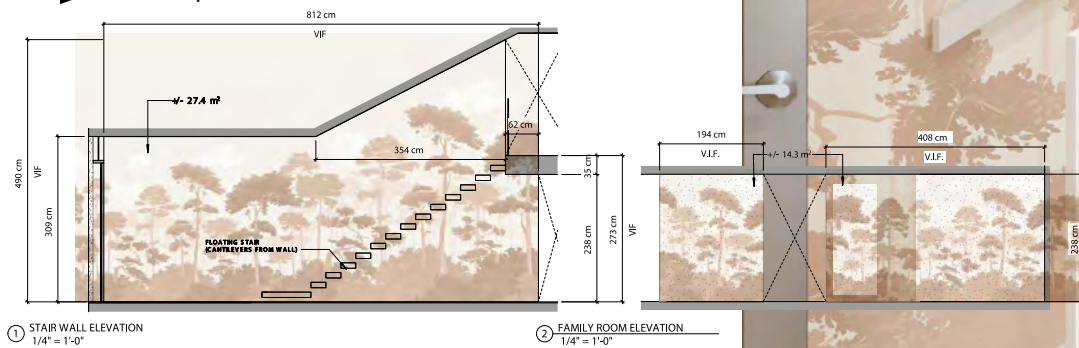 812 cm
VIF
+/- 27.4 m²
62 cm
354 cm
490 cm
VIF
309 cm
35 cm
238 cm
273 cm
VIF
FLOATING STAIR
(CANTILEVERS FROM WALL)
1 STAIR WALL ELEVATION
1/4" = 1'-0"
194 cm
V.I.F.
+/- 14.3 m²
408 cm
V.I.F.
238 cm
2 FAMILY ROOM ELEVATION
1/4" = 1'-0"